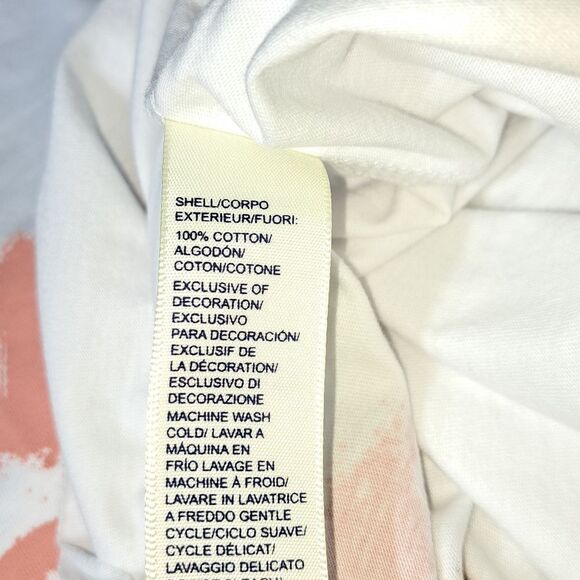 SHELL/CORPO
EXTERIEUR/FUORI:
100% COTTON/
ALGODÓN/
COTON/COTONE
EXCLUSIVE OF
DECORATION/
EXCLUSIVO
PARA DECORACIÓN/
EXCLUSIF DE
LA DÉCORATION/
ESCLUSIVO DI
DECORAZIONE
MACHINE WASH
COLD/ LAVAR A
MÁQUINA EN
FRÍO LAVAGE EN
MACHINE À FROID/
LAVARE IN LAVATRICE
A FREDDO GENTLE
CYCLE/CICLO SUAVE/
CYCLE DÉLICAT/
LAVAGGIO DELICATO